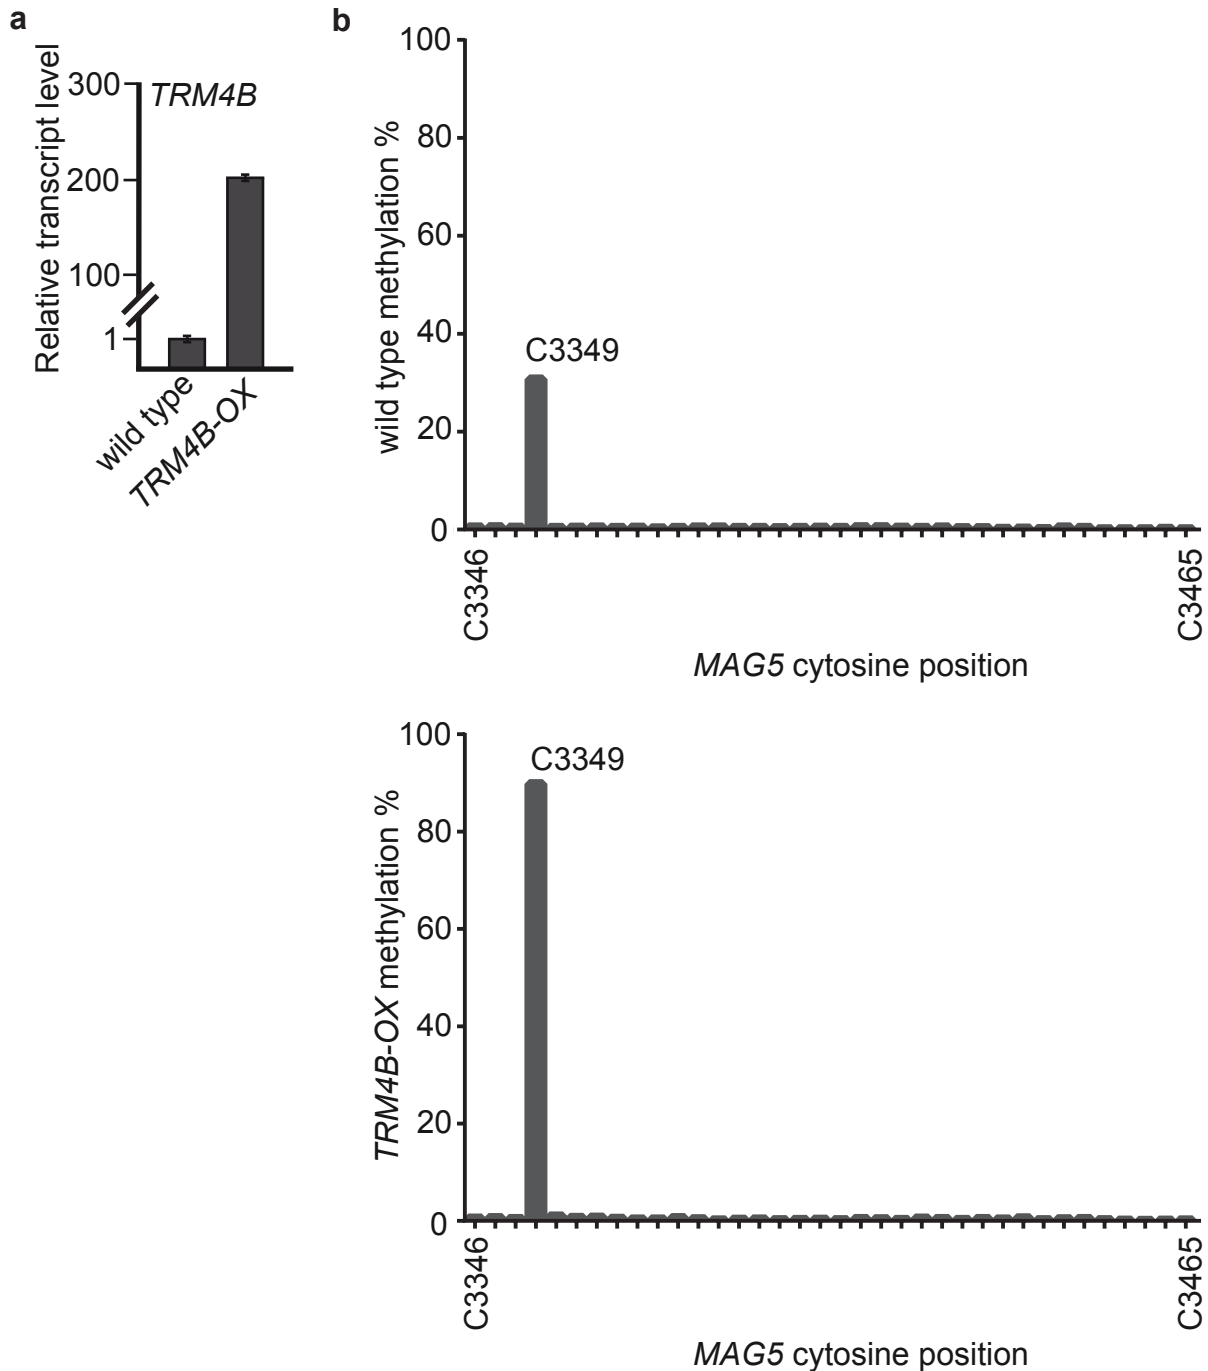 a
Relative transcript level
300
200
100
1
TRM4B
wild type
TRM4B-OX
b
wild type methylation %
100
80
60
40
20
0
C3349
C3346
C3465
MAG5 cytosine position
TRM4B-OX methylation %
100
80
60
40
20
0
C3349
C3346
C3465
MAG5 cytosine position